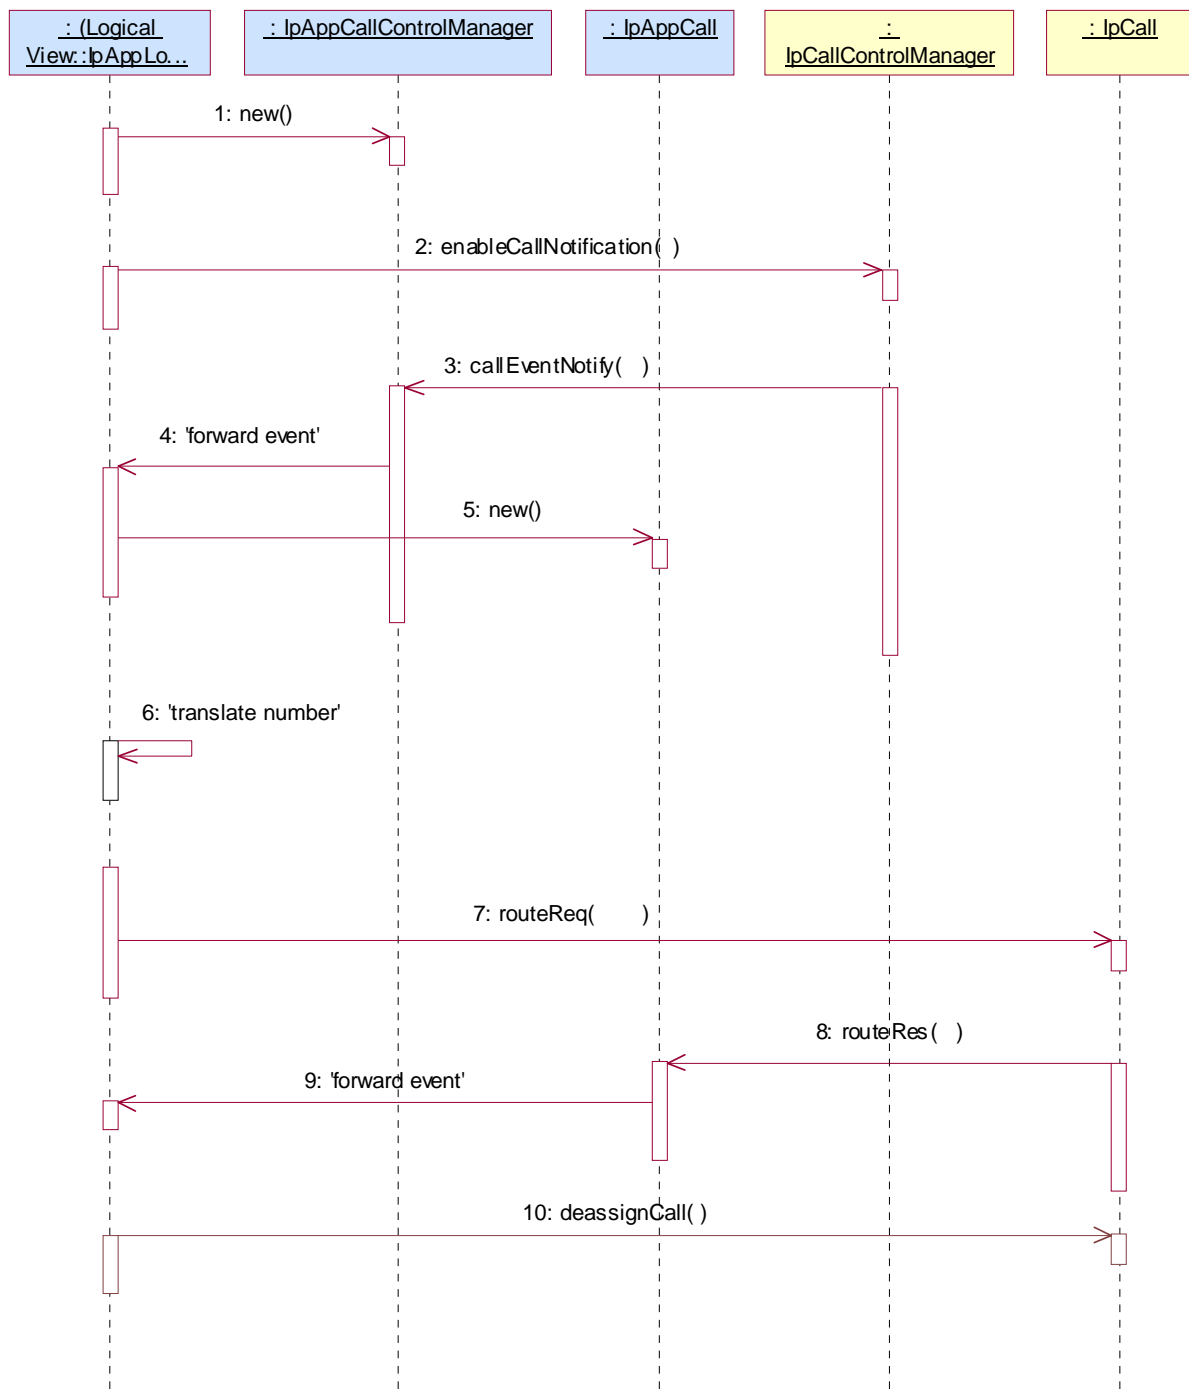 : (Logical
View::IpAppLo...
: IpAppCallControlManager
: IpAppCall
:
IpCallControlManager
: IpCall
1: new()
2: enableCallNotification( )
3: callEventNotify( )
4: 'forward event'
5: new()
6: 'translate number'
7: routeReq( )
8: routeRes( )
9: 'forward event'
10: deassignCall( )